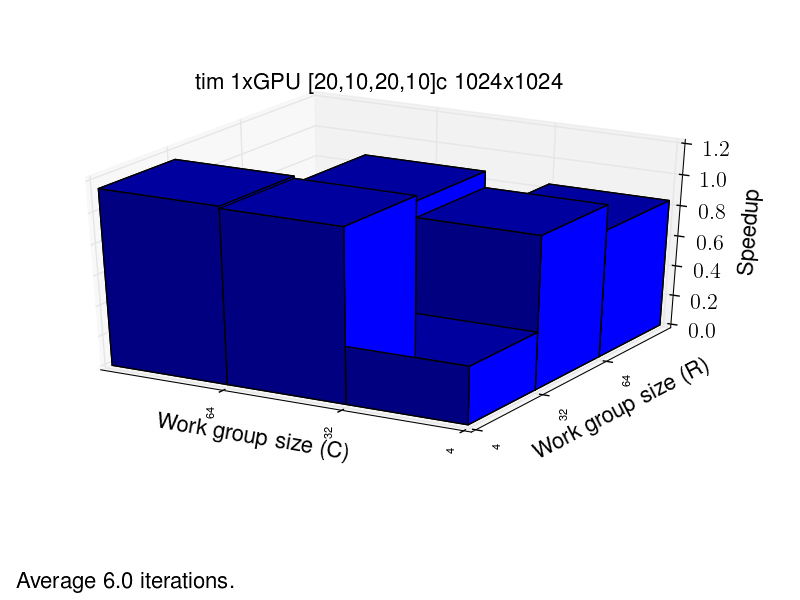 tim 1xGPU [20,10,20,10]c 1024x1024
1.2
1.0
0.8
0.6
0.4
0.2
0.0
Speedup
64
32
4
Work group size (C)
4
32
64
Work group size (R)
Average 6.0 iterations.